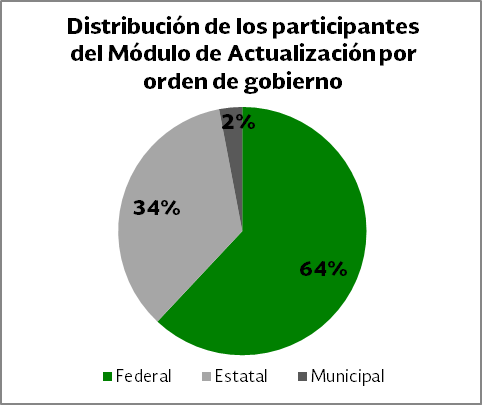 Distribución de los participantes
del Módulo de Actualización por
orden de gobierno
2%
34%
64%
Federal Estatal Municipal